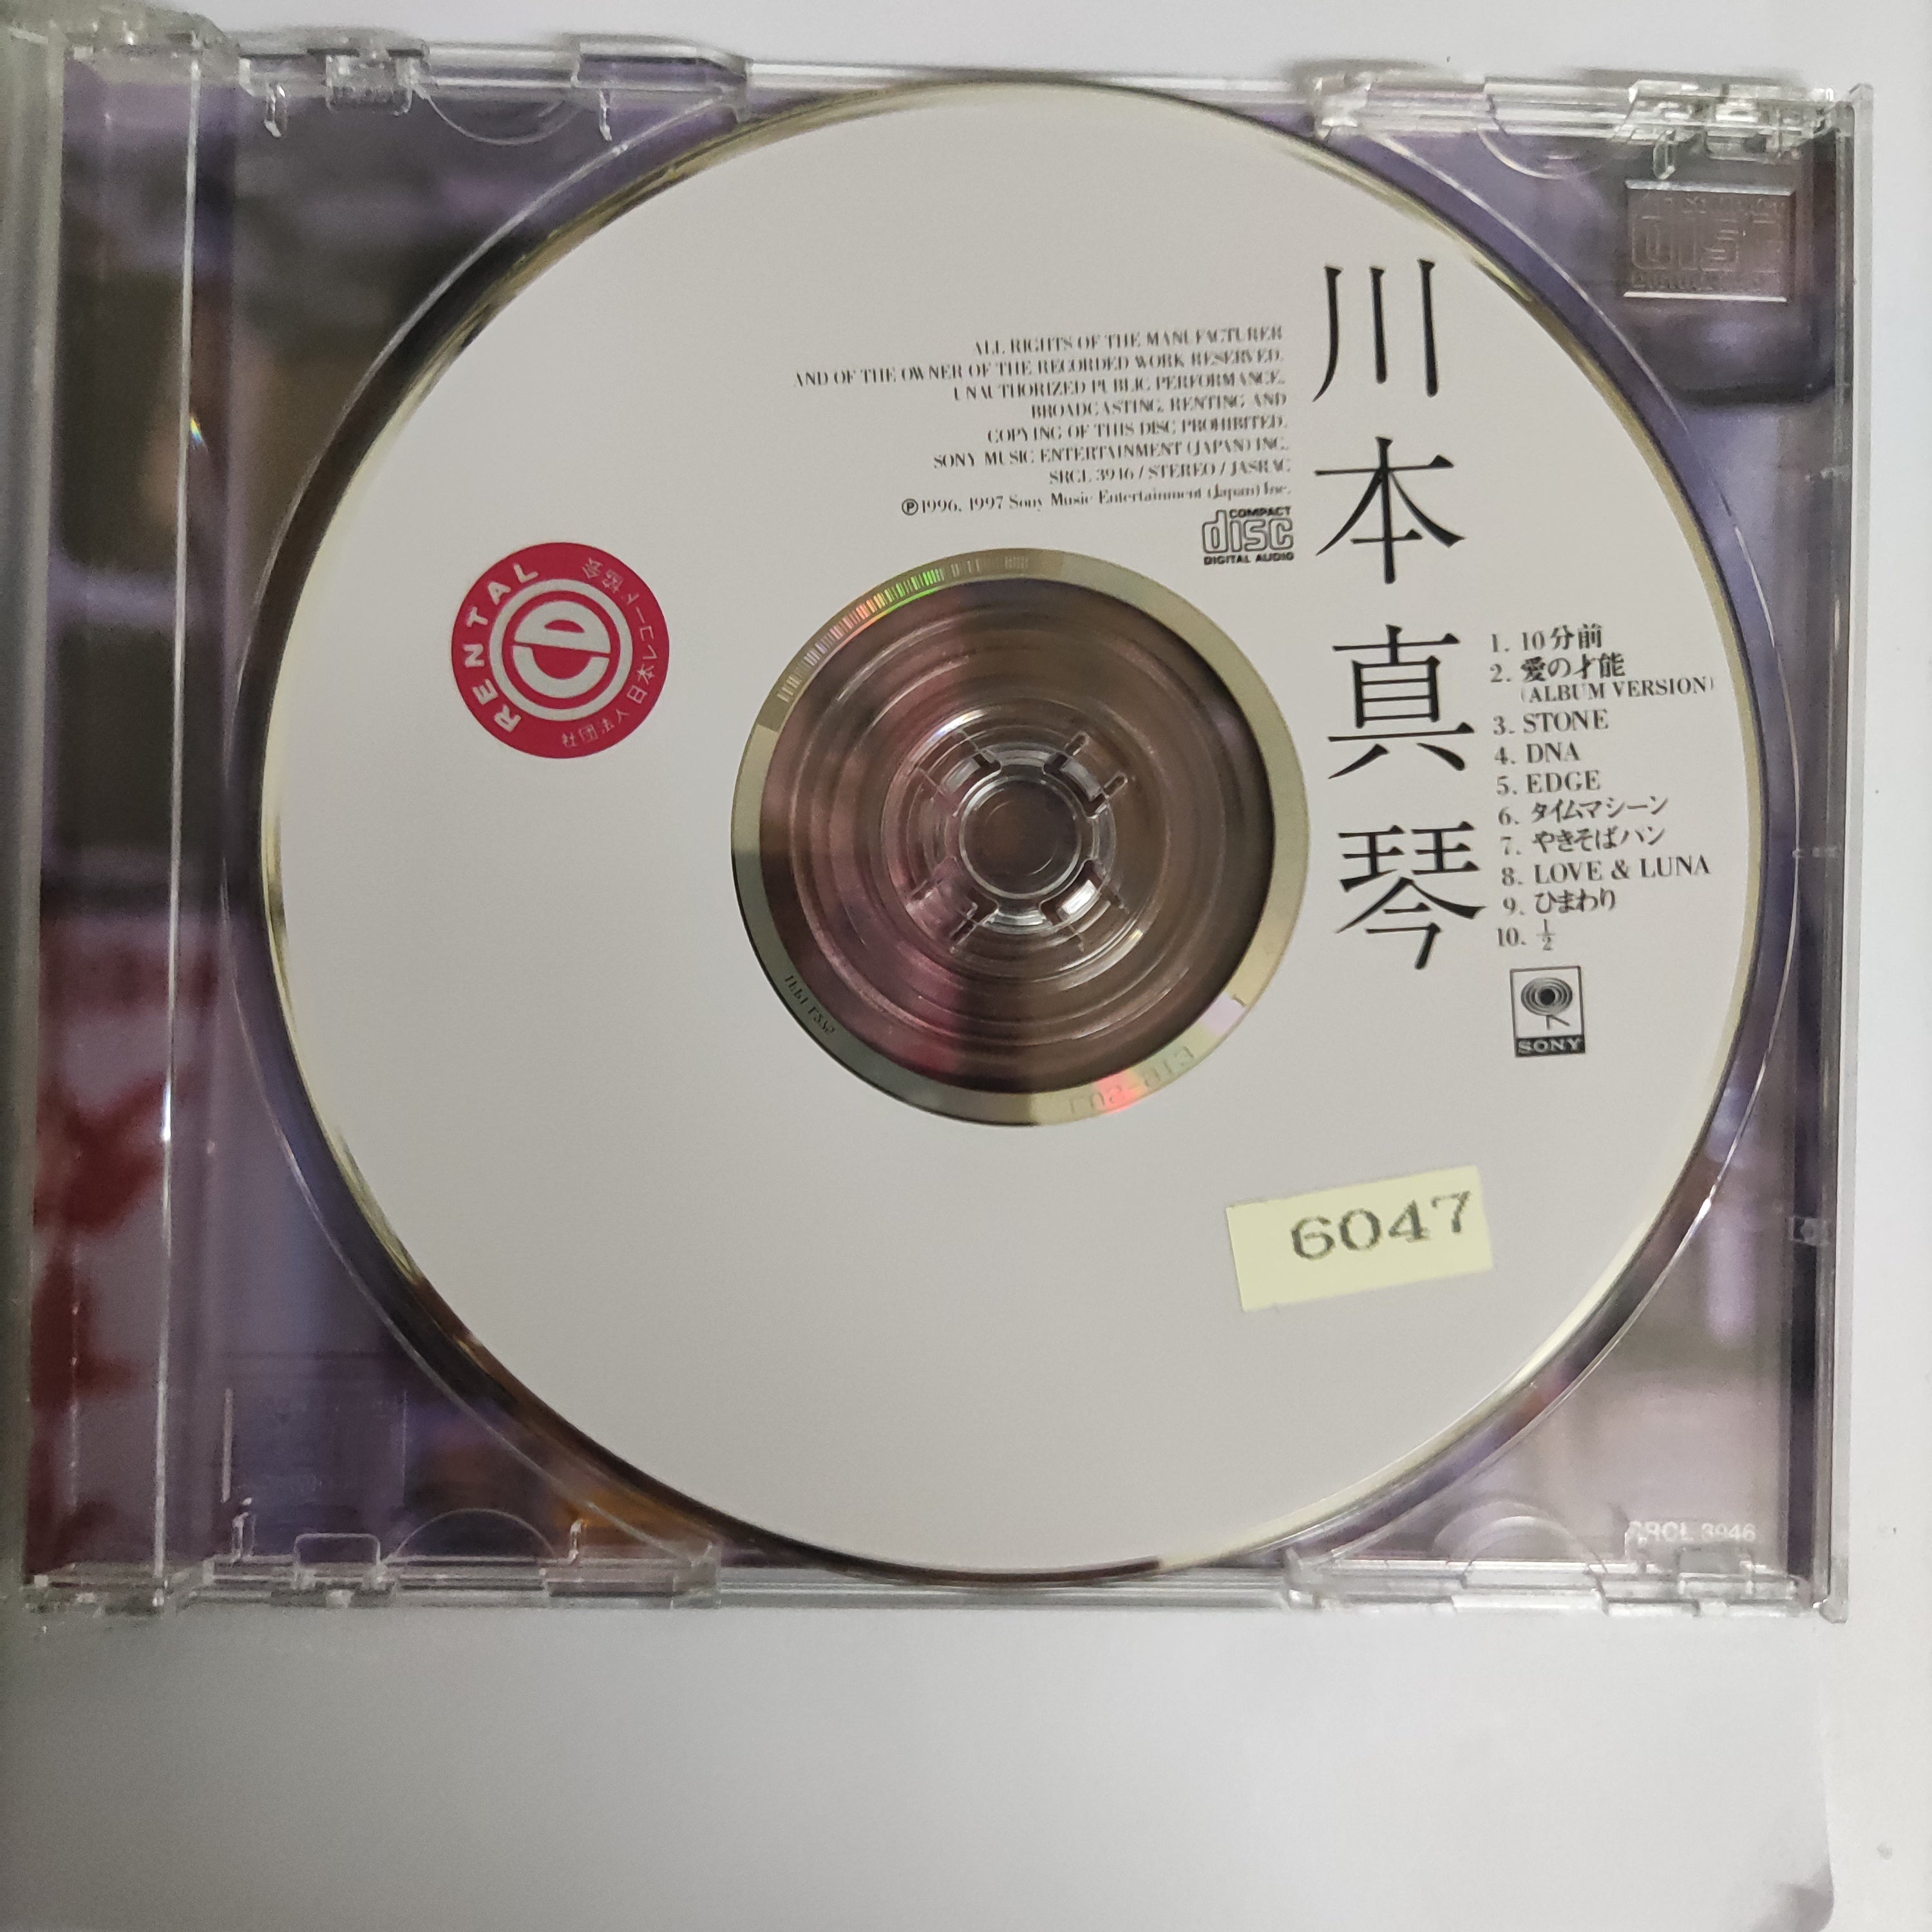 川本真琴
ALL RIGHTS OF THE MANUFACTURER
AND OF THE OWNER OF THE RECORDED WORK RESERVED.
UNAUTHORIZED PUBLIC PERFORMANCE,
BROADCASTING, RENTING AND
COPYING OF THIS DISC PROHIBITED.
SONY MUSIC ENTERTAINMENT (JAPAN) INC.
SRCL 3946 / STEREO / JASRAC
Ⓟ1996, 1997 Sony Music Entertainment (Japan) Inc.
COMPACT
disc
DIGITAL AUDIO
1. 10分前
2. 愛の才能
(ALBUM VERSION)
3. STONE
4. DNA
5. EDGE
6. タイムマシーン
7. やきそばパン
8. LOVE & LUNA
9. ひまわり
10. 1/2
SONY
RENTAL
社団法人 日本レコード協会
6047
SRCL 3946